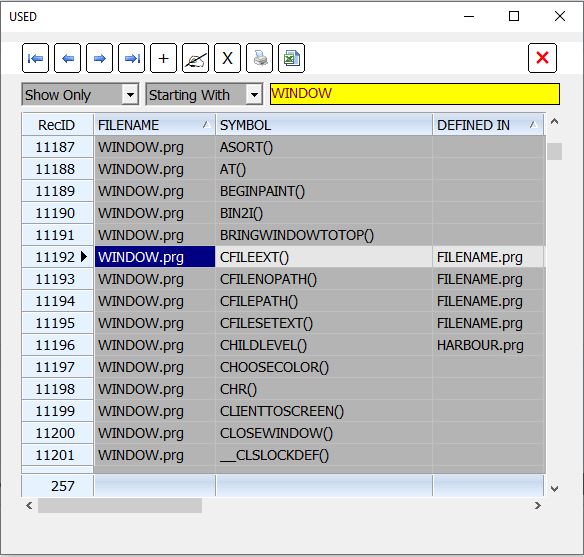 USED
+ X
Show Only Starting With WINDOW
RecID FILENAME SYMBOL DEFINED IN
11187 WINDOW.prg ASORT()
11188 WINDOW.prg AT()
11189 WINDOW.prg BEGINPAINT()
11190 WINDOW.prg BIN2I()
11191 WINDOW.prg BRINGWINDOWTOTOP()
11192 WINDOW.prg CFILEEXT() FILENAME.prg
11193 WINDOW.prg CFILENOPATH() FILENAME.prg
11194 WINDOW.prg CFILEPATH() FILENAME.prg
11195 WINDOW.prg CFILESETEXT() FILENAME.prg
11196 WINDOW.prg CHILDLEVEL() HARBOUR.prg
11197 WINDOW.prg CHOOSECOLOR()
11198 WINDOW.prg CHR()
11199 WINDOW.prg CLIENTTOSCREEN()
11200 WINDOW.prg CLOSEWINDOW()
11201 WINDOW.prg __CLSLOCKDEF()
257